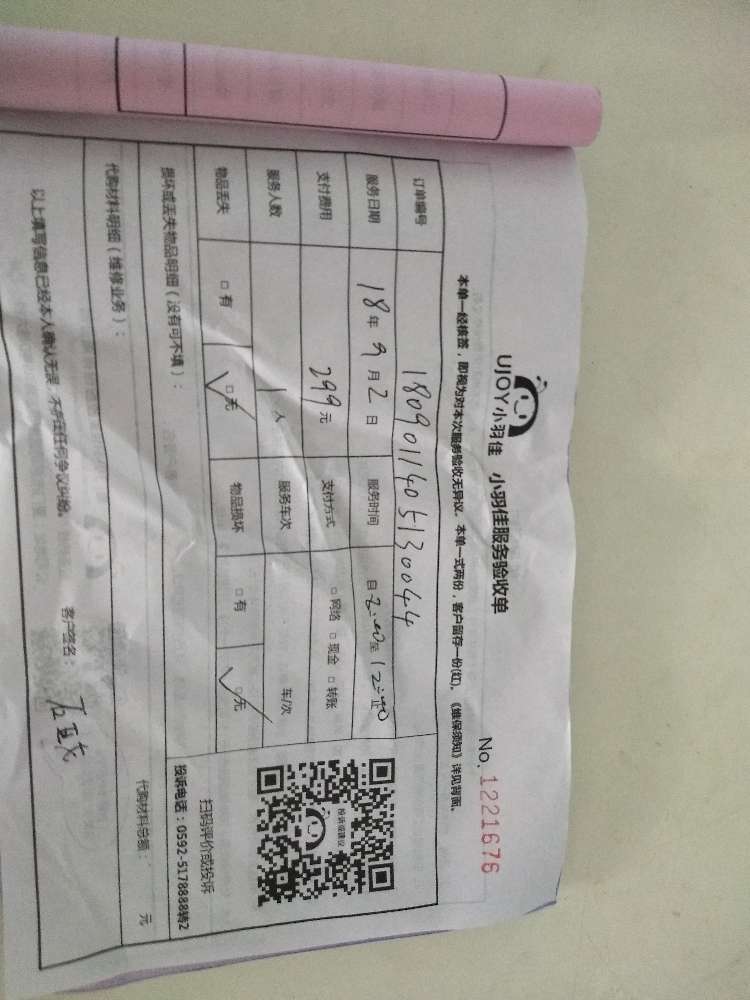 UJOY小羽佳 小羽佳服务验收单
No. 1221676
本单一经核签，即视为对本次服务验收无异议。本单一式两份，客户留存一份(红)。《维保须知》详见背面。
订单编号 1809011405130044
服务日期 18年9月2日 服务时间 自 2:00至12:00止
支付费用 299元 支付方式 □网络 □现金 □转账
服务人数 1人 服务车次 车/次
物品丢失 □有 □无 物品损坏 □有 □无
投诉或建议
扫码评价或投诉
投诉电话：0592-5178888转2
损坏或丢失物品明细（没有可不填）：
代购材料明细（维修业务）： 代购材料总额： 元
以上填写信息已经本人确认无误，不存在任何争议纠纷。 客户签名：